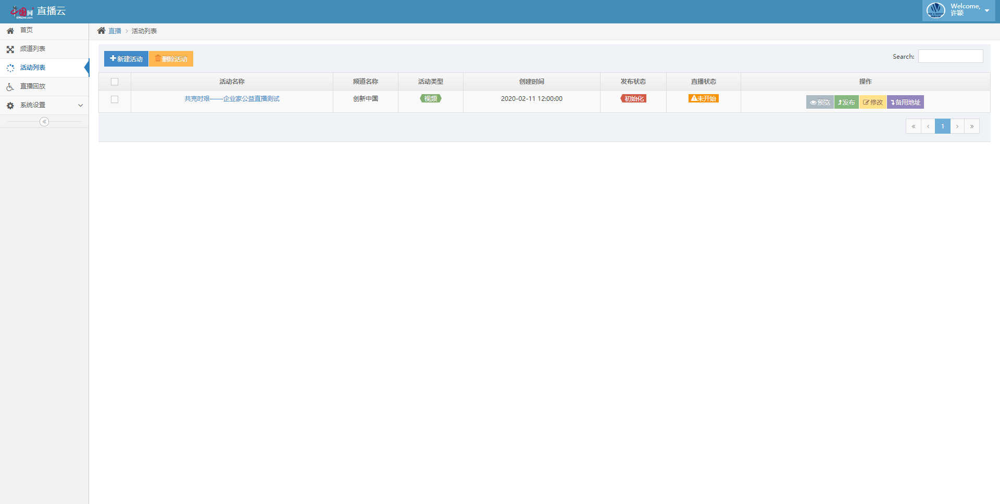 中国网 直播云
CNLive.com
Welcome,
许颖
首页
频道列表
活动列表
直播回放
系统设置
直播 > 活动列表
新建活动 删除活动
Search:
活动名称 频道名称 活动类型 创建时间 发布状态 直播状态 操作
共克时艰——企业家公益直播测试 创新中国 视频 2020-02-11 12:00:00 初始化 未开始 预览 发布 修改 备用地址
« ‹ 1 › »